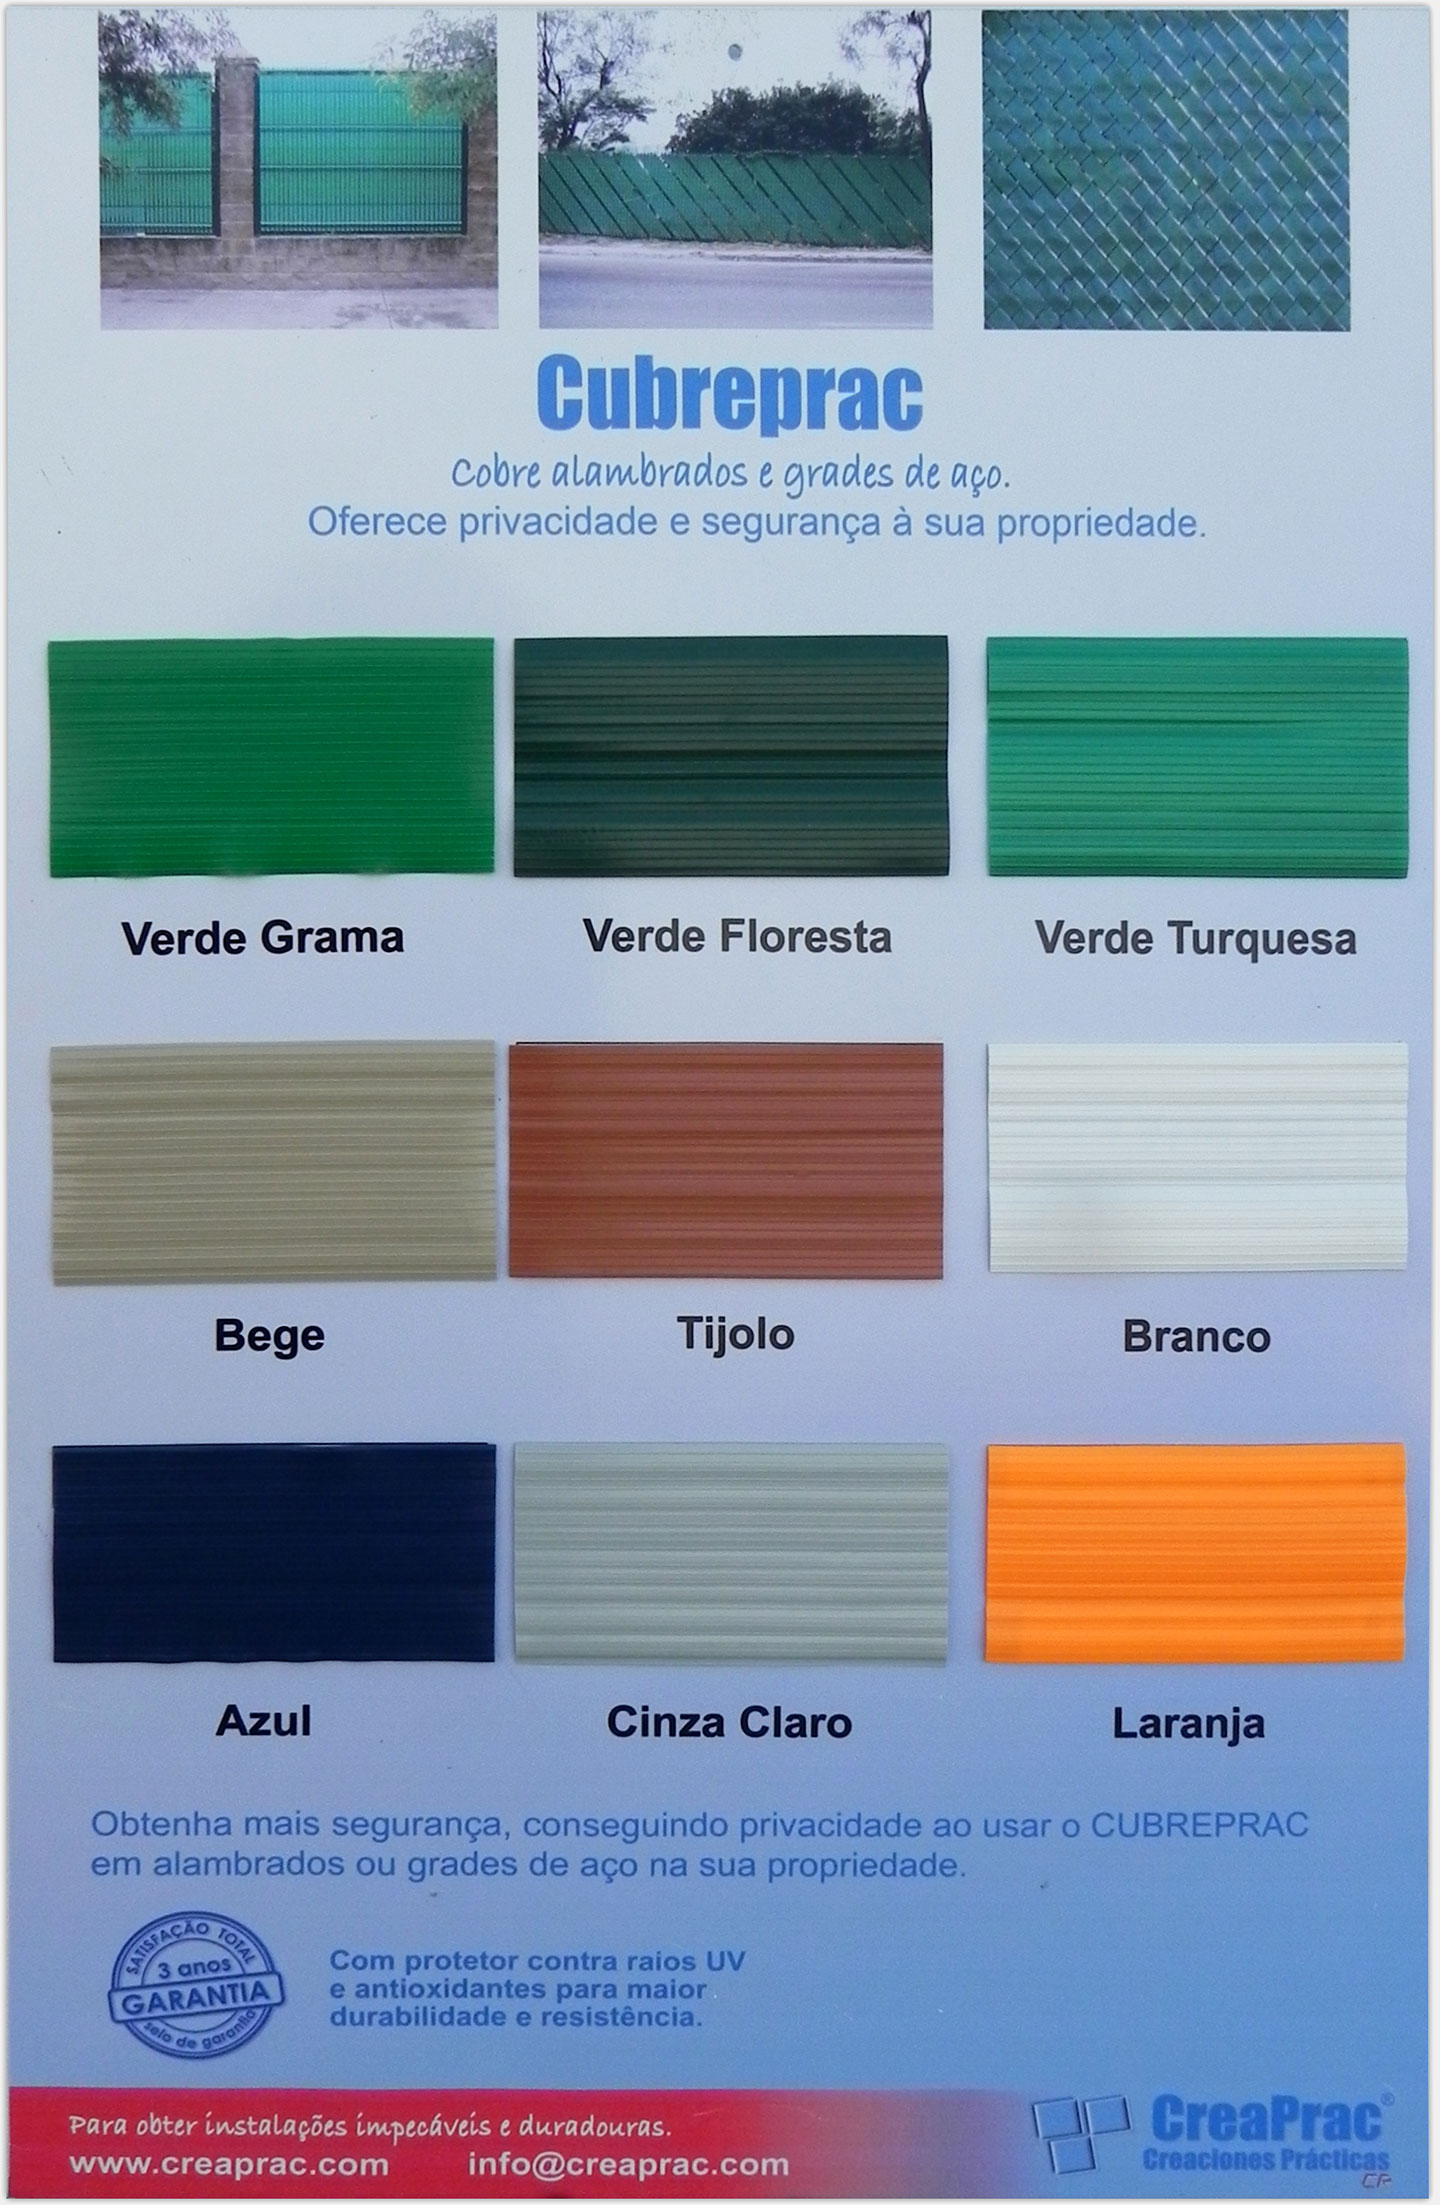 Cubreprac
Cobre alambrados e grades de aço.
Oferece privacidade e segurança à sua propriedade.
Verde Grama
Verde Floresta
Verde Turquesa
Bege
Tijolo
Branco
Azul
Cinza Claro
Laranja
Obtenha mais segurança, conseguindo privacidade ao usar o CUBREPRAC
em alambrados ou grades de aço na sua propriedade.
SATISFAÇÃO TOTAL
3 anos
GARANTIA
selo de garantia
Com protetor contra raios UV
e antioxidantes para maior
durabilidade e resistência.
Para obter instalações impecáveis e duradouras.
www.creaprac.com
info@creaprac.com
CreaPrac®
Creaciones Prácticas
CR